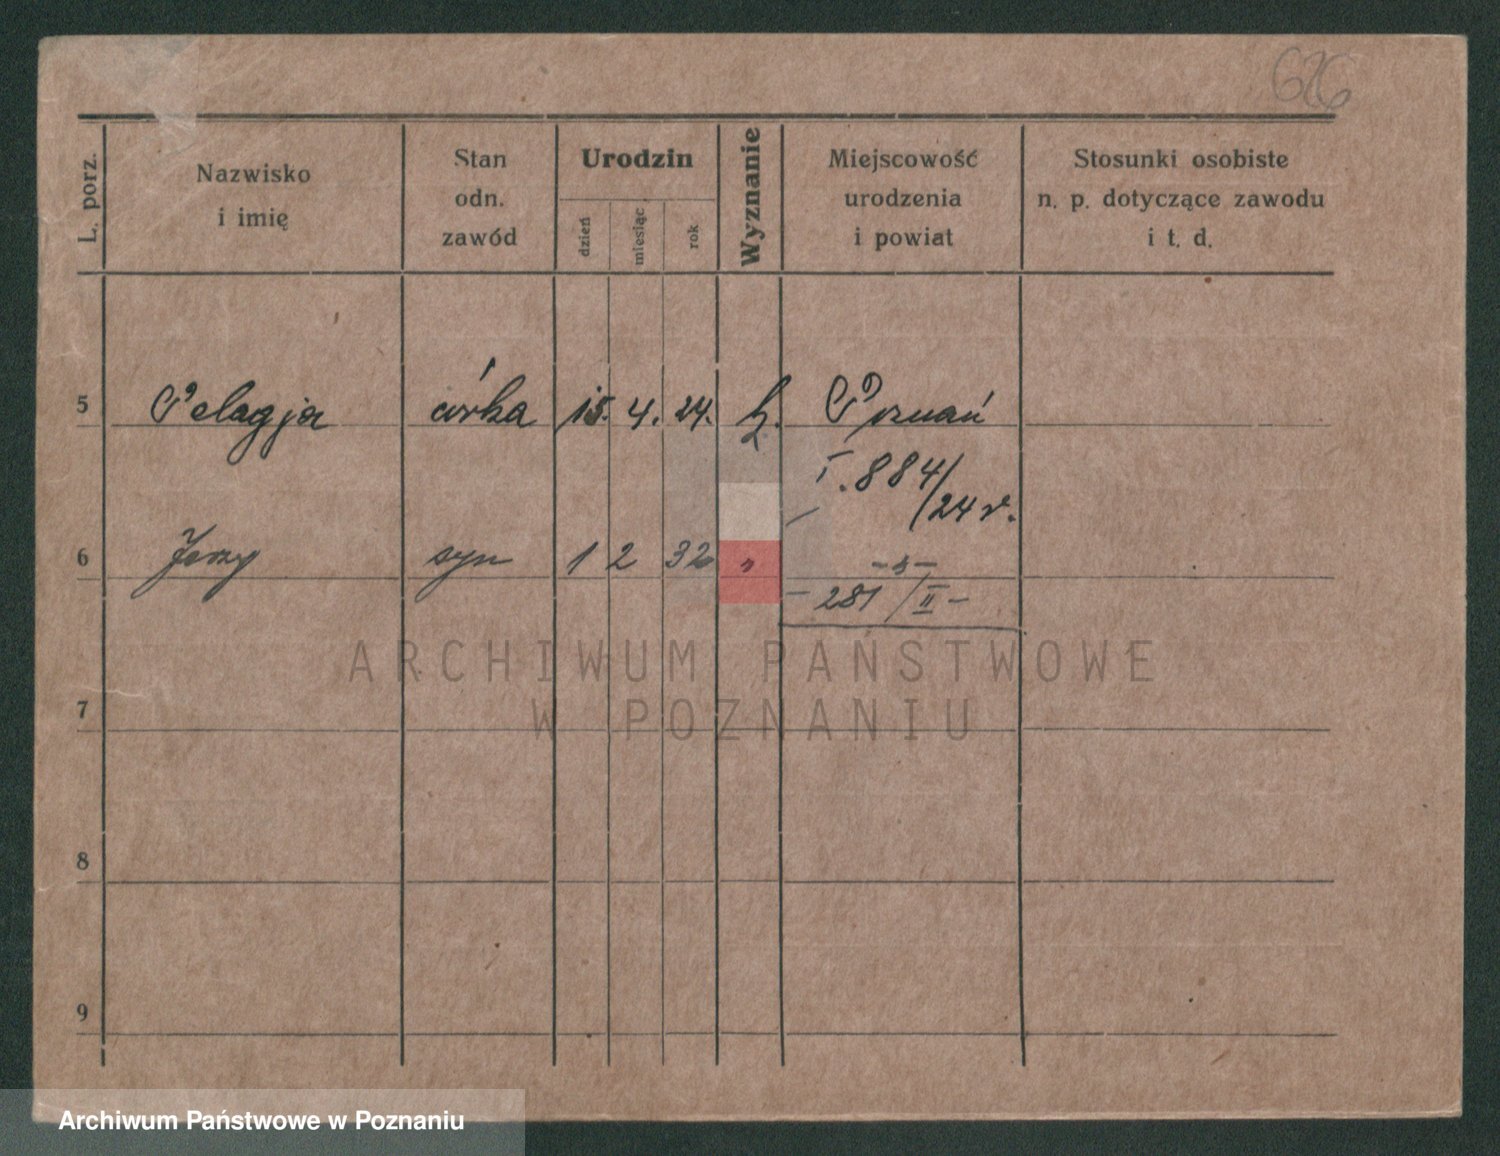 626
L. porz.
Nazwisko
i imię
Stan
odn.
zawód
Urodzin
dzień
miesiąc
rok
Wyznanie
Miejscowość
urodzenia
i powiat
Stosunki osobiste
n. p. dotyczące zawodu
i t. d.
5 Pelagja córka 15. 4. 24. k. Poznań
I. 884/24 r.
6 Jerzy syn 1 2 32 " -„-
- 281/II -
7
8
9
ARCHIWUM PAŃSTWOWE
W POZNANIU
Archiwum Państwowe w Poznaniu